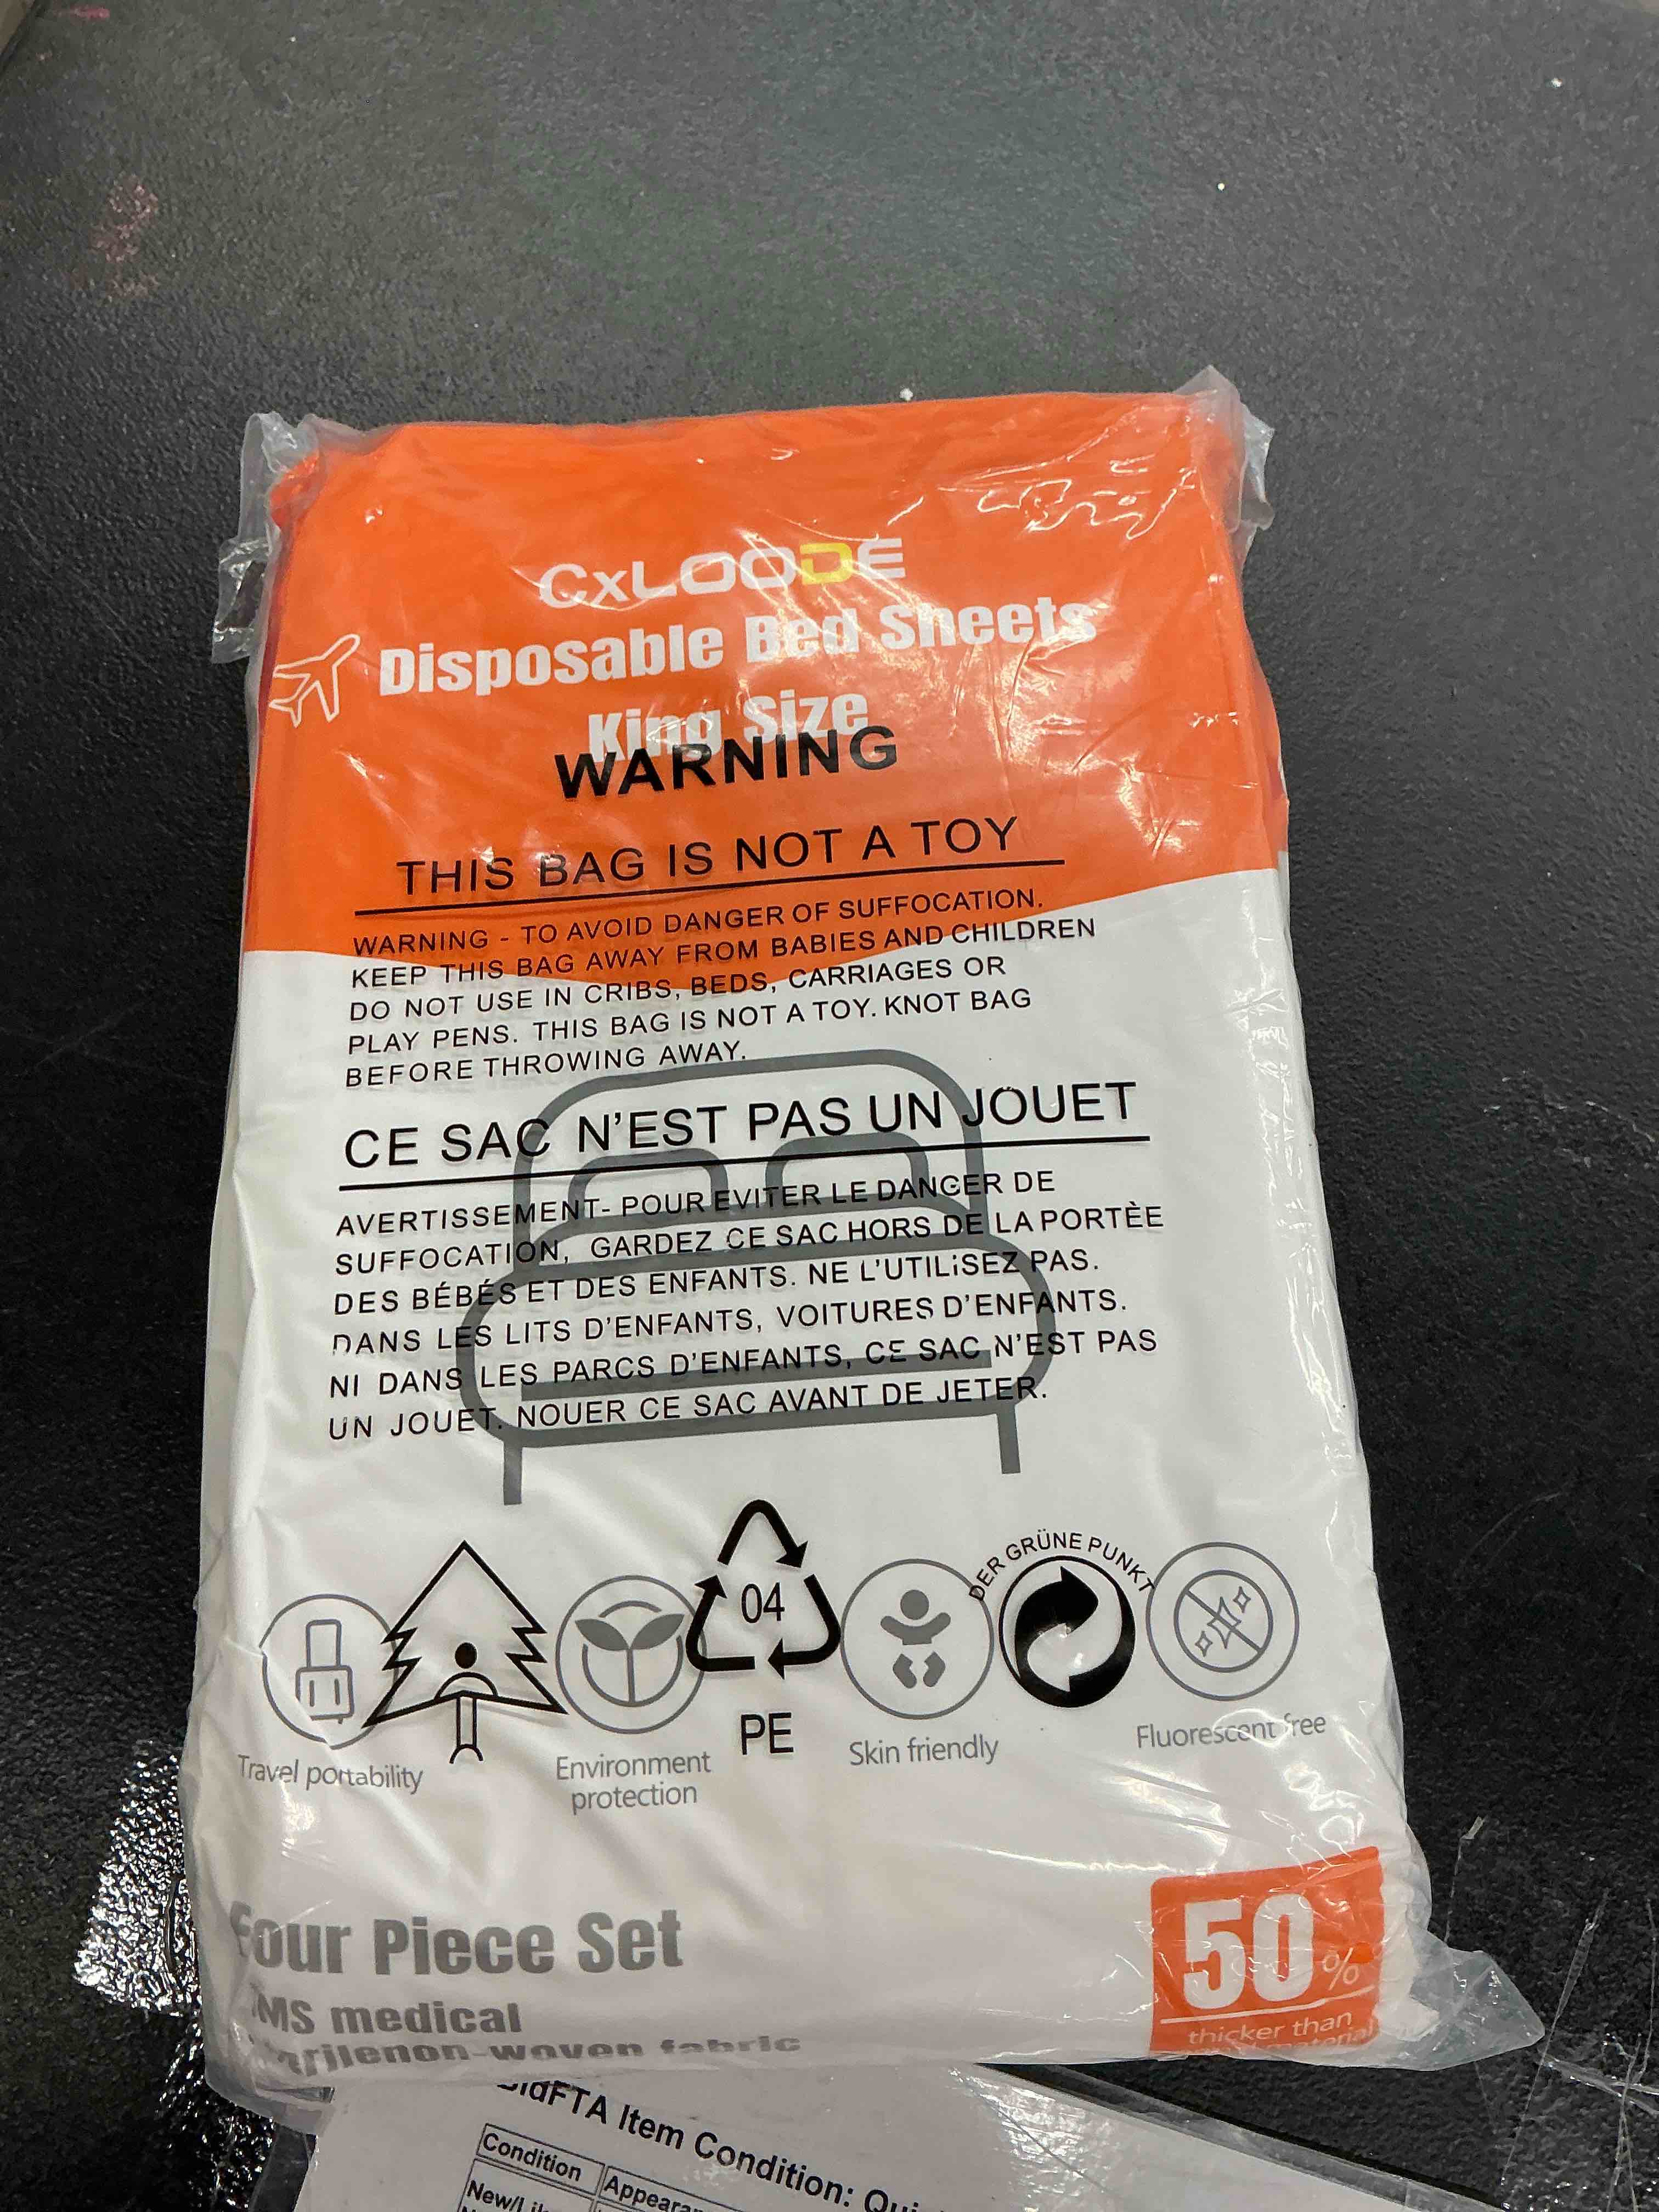 CxLOODE
Disposable Bed Sheets
King Size
WARNING
THIS BAG IS NOT A TOY
WARNING - TO AVOID DANGER OF SUFFOCATION.
KEEP THIS BAG AWAY FROM BABIES AND CHILDREN
DO NOT USE IN CRIBS, BEDS, CARRIAGES OR
PLAY PENS. THIS BAG IS NOT A TOY. KNOT BAG
BEFORE THROWING AWAY.
CE SAC N'EST PAS UN JOUET
AVERTISSEMENT- POUR EVITER LE DANGER DE
SUFFOCATION, GARDEZ CE SAC HORS DE LA PORTÈE
DES BÉBÉS ET DES ENFANTS. NE L'UTILiSEZ PAS.
DANS LES LITS D'ENFANTS, VOITURES D'ENFANTS.
NI DANS LES PARCS D'ENFANTS, CE SAC N'EST PAS
UN JOUET. NOUER CE SAC AVANT DE JETER.
DER GRÜNE PUNKT
04
PE
Travel portability
Environment
protection
Skin friendly
Fluorescent free
Four Piece Set
medical
non-woven fabric
50%
thicker than
Item Condition:
Condition